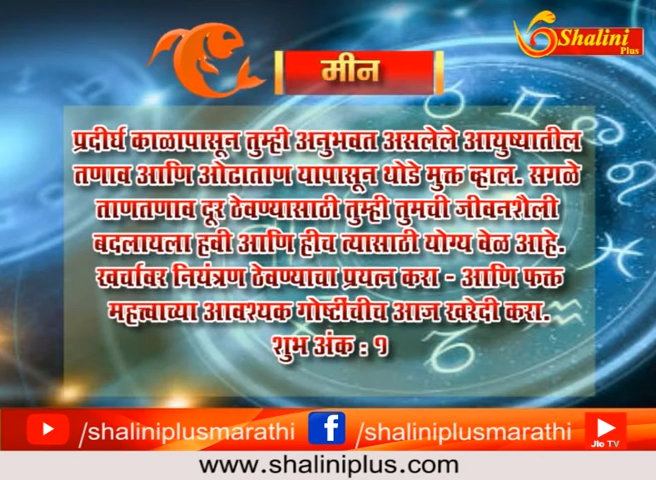 Shalini
Plus
मीन
प्रदीर्घ काळापासून तुम्ही अनुभवत असलेले आयुष्यातील
तणाव आणि ओढाताण यापासून थोडे मुक्त व्हाल. सगळे
ताणतणाव दूर ठेवण्यासाठी तुम्ही तुमची जीवनशैली
बदलायला हवी आणि हीच त्यासाठी योग्य वेळ आहे.
खर्चावर नियंत्रण ठेवण्याचा प्रयत्न करा - आणि फक्त
महत्त्वाच्या आवश्यक गोष्टींचीच आज खरेदी करा.
शुभ अंक : १
/shaliniplusmarathi f /shaliniplusmarathi
Jio TV
www.shaliniplus.com